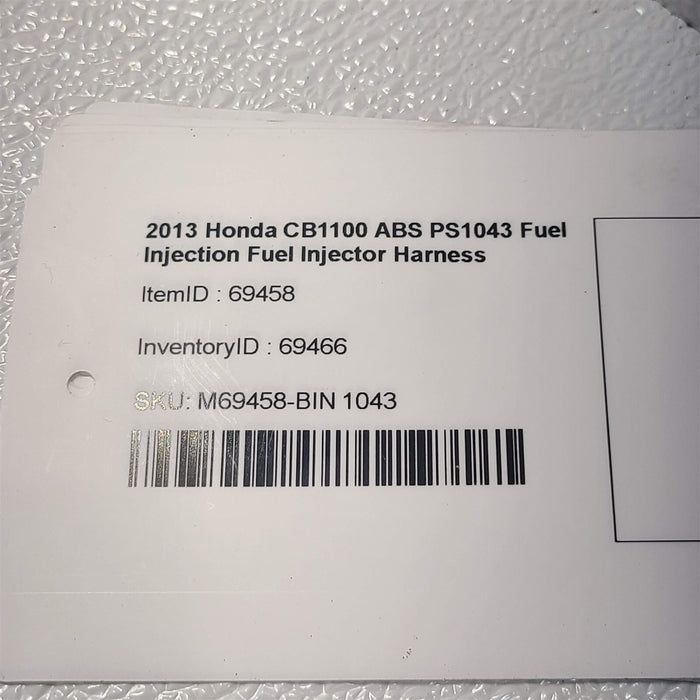 2013 Honda CB1100 ABS PS1043 Fuel
Injection Fuel Injector Harness
ItemID : 69458
InventoryID : 69466
SKU: M69458-BIN 1043